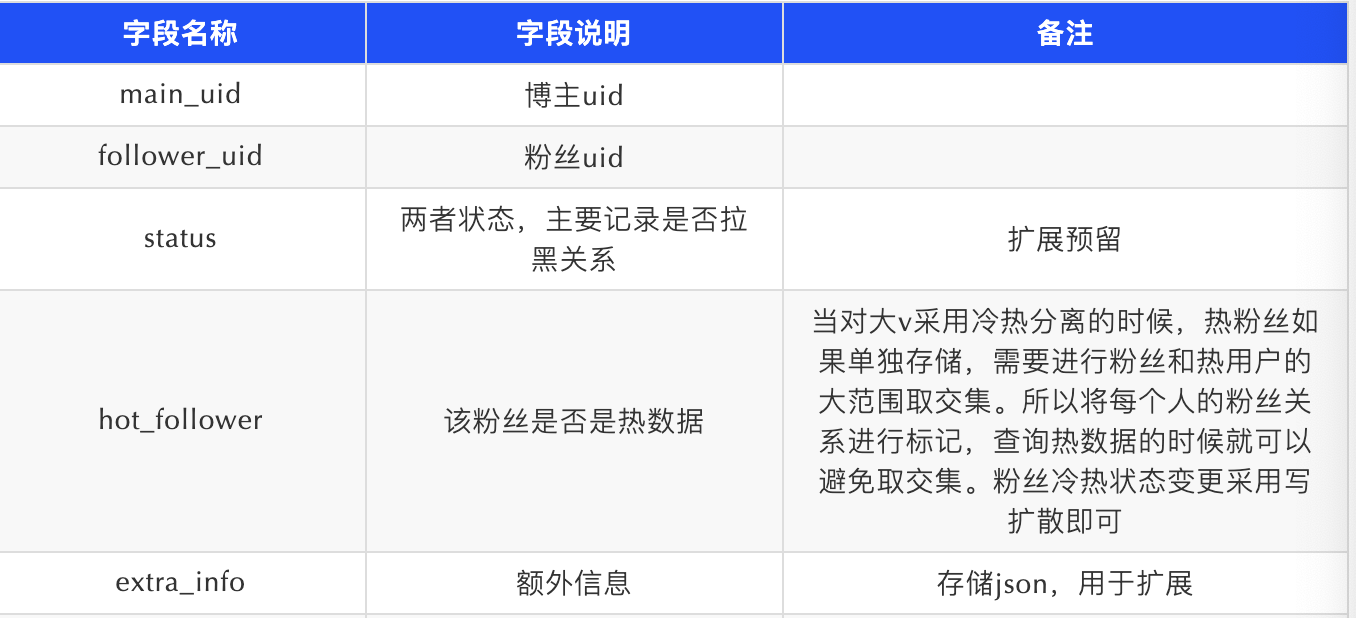 字段名称 字段说明 备注
main_uid 博主uid
follower_uid 粉丝uid
status
两者状态，主要记录是否拉
黑关系
扩展预留
hot_follower
该粉丝是否是热数据
当对大v采用冷热分离的时候，热粉丝如
果单独存储，需要进行粉丝和热用户的
大范围取交集。所以将每个人的粉丝关
系进行标记，查询热数据的时候就可以
避免取交集。粉丝冷热状态变更采用写
扩散即可
extra_info 额外信息 存储json，用于扩展